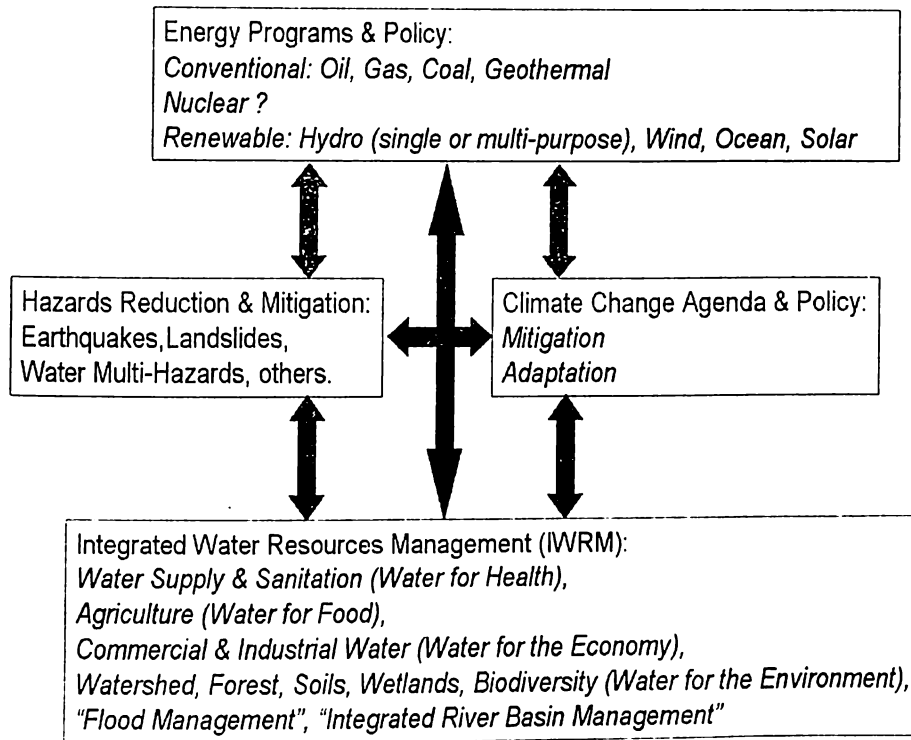 Energy Programs & Policy:
Conventional: Oil, Gas, Coal, Geothermal
Nuclear ?
Renewable: Hydro (single or multi-purpose), Wind, Ocean, Solar
Hazards Reduction & Mitigation:
Earthquakes,Landslides,
Water Multi-Hazards, others.
Climate Change Agenda & Policy:
Mitigation
Adaptation
Integrated Water Resources Management (IWRM):
Water Supply & Sanitation (Water for Health),
Agriculture (Water for Food),
Commercial & Industrial Water (Water for the Economy),
Watershed, Forest, Soils, Wetlands, Biodiversity (Water for the Environment),
“Flood Management”, “Integrated River Basin Management”